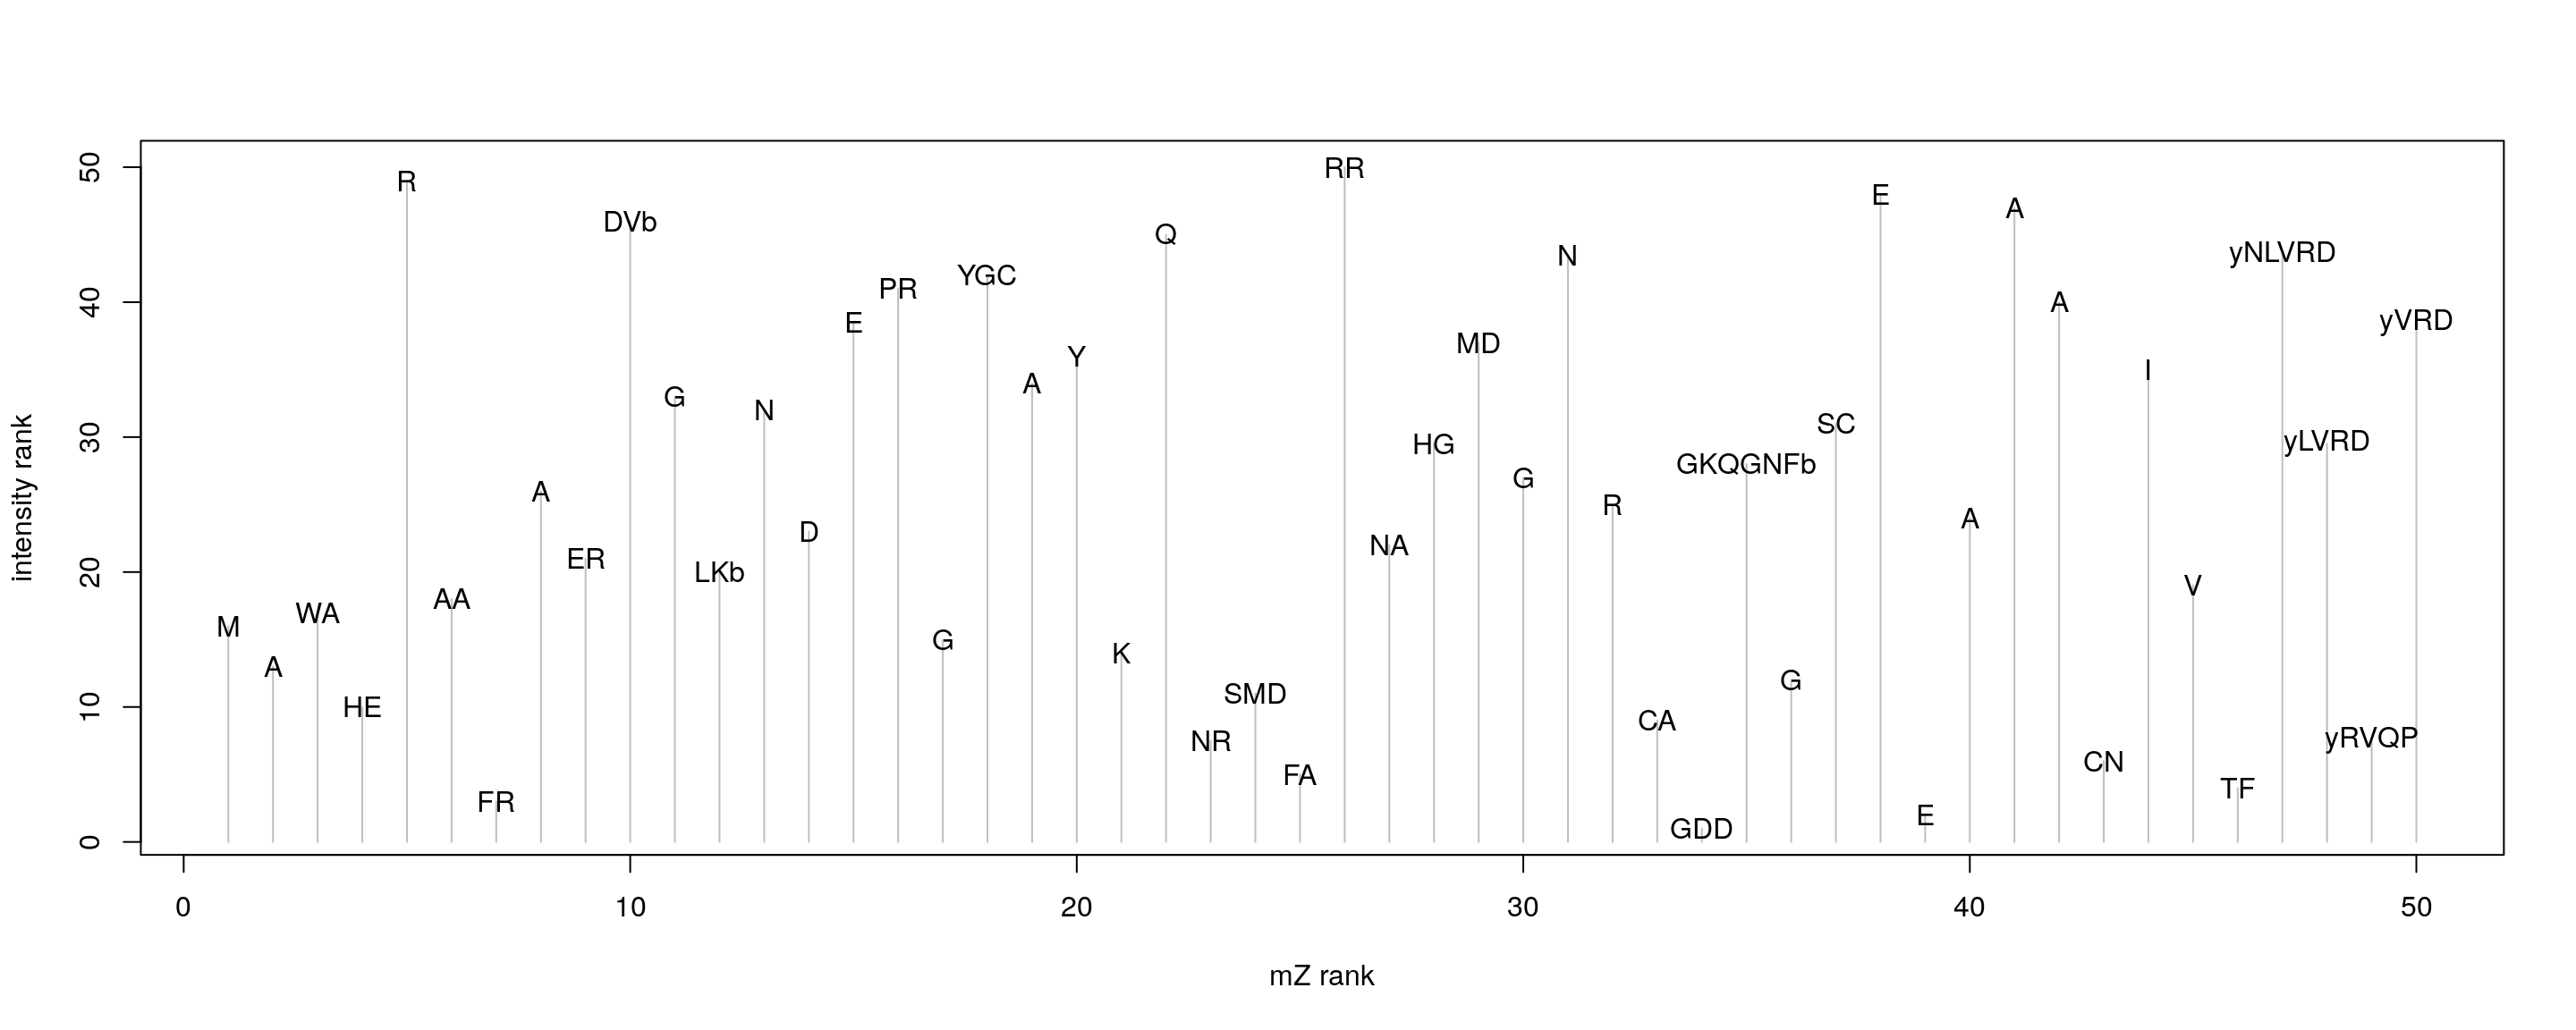 RR
R
E
A
DVb
Q
yNLVRD
N
YGC
PR
A
E
yVRD
Y
MD
I
A
G
N
SC
HG
yLVRD
GKQGNFb
G
A
R
A
D
NA
ER
LKb
V
AA
WA
M
G
K
A
G
SMD
HE
CA
NR
yRVQP
CN
FA
TF
FR
E
GDD
intensity rank
0
10
20
30
40
50
0
10
20
30
40
50
mZ rank